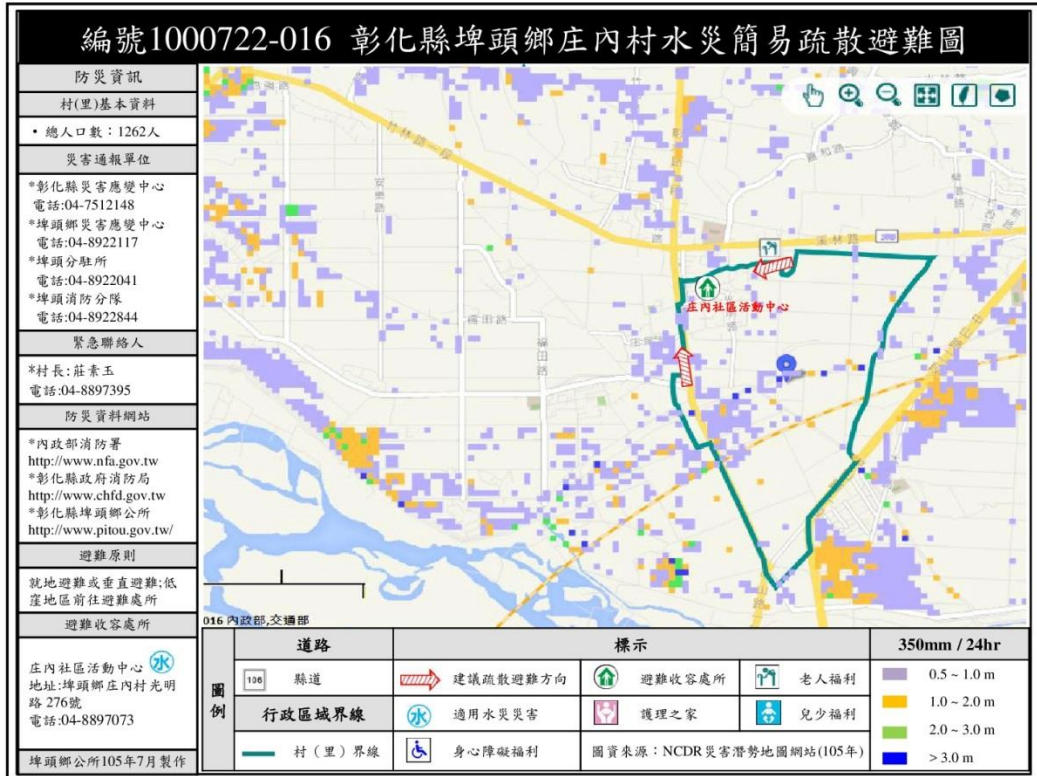 編號1000722-016 彰化縣埤頭鄉庄內村水災簡易疏散避難圖
防災資訊
村(里)基本資料
• 總人口數：1262人
災害通報單位
*彰化縣災害應變中心
電話:04-7512148
*埤頭鄉災害應變中心
電話:04-8922117
*埤頭分駐所
電話:04-8922041
*埤頭消防分隊
電話:04-8922844
緊急聯絡人
*村長:莊素玉
電話:04-8897395
防災資料網站
*內政部消防署
http://www.nfa.gov.tw
*彰化縣政府消防局
http://www.chfd.gov.tw
*彰化縣埤頭鄉公所
http://www.pitou.gov.tw/
避難原則
就地避難或垂直避難;低
窪地區前往避難處所
避難收容處所
庄內社區活動中心 水
地址:埤頭鄉庄內村光明
路 276號
電話:04-8897073
埤頭鄉公所105年7月製作
竹林路一段
溪林路
福田路
福田路
庄內社區活動中心
016 內政部,交通部
圖例
道路
106 縣道
行政區域界線
村（里）界線
標示
建議疏散避難方向
避難收容處所
老人福利
水 適用水災災害
護理之家
兒少福利
身心障礙福利
圖資來源：NCDR災害潛勢地圖網站(105年)
350mm / 24hr
0.5 ~ 1.0 m
1.0 ~ 2.0 m
2.0 ~ 3.0 m
> 3.0 m